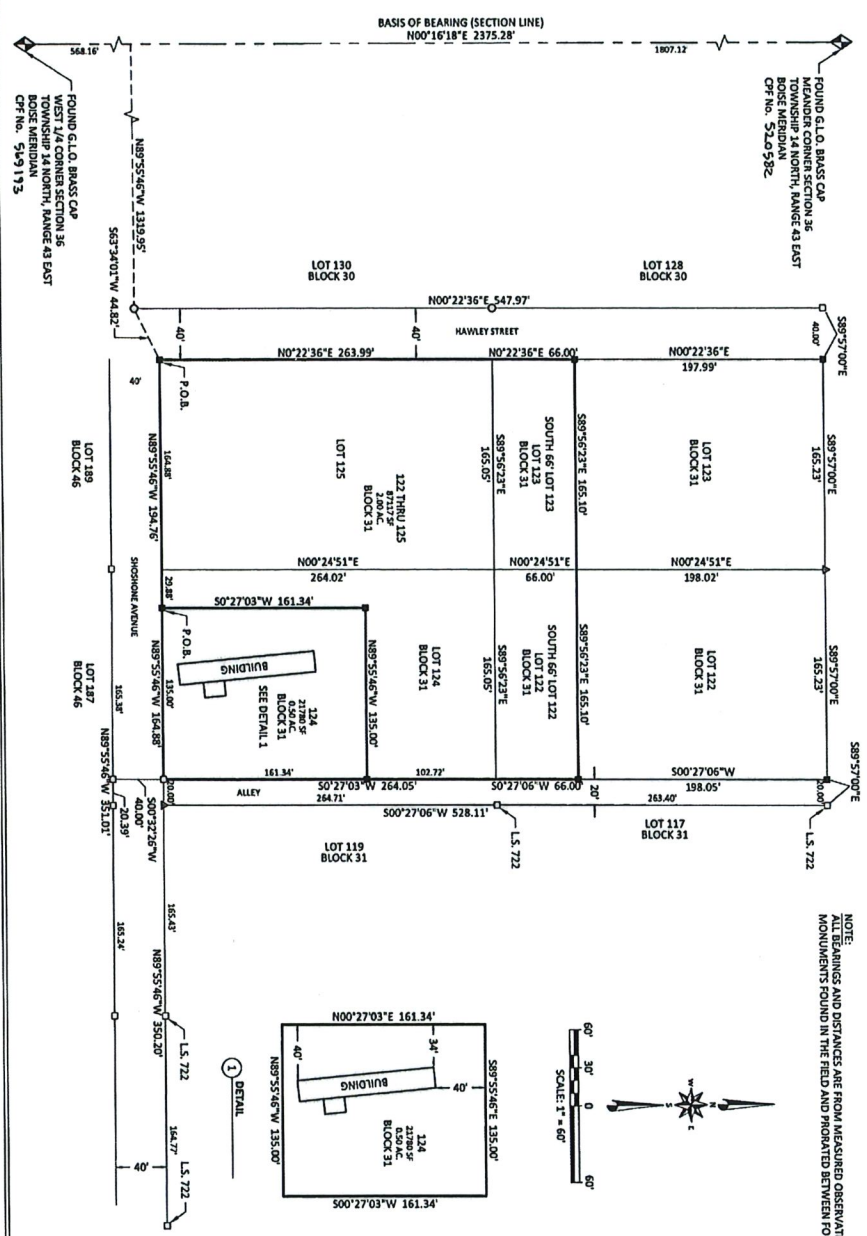 BASIS OF BEARING (SECTION LINE)
N00°16'18"E 2375.28'
568.16'
1807.12'
FOUND G.L.O. BRASS CAP
WEST 1/4 CORNER SECTION 36
TOWNSHIP 14 NORTH, RANGE 43 EAST
BOISE MERIDIAN
CPF No. 569193
FOUND G.L.O. BRASS CAP
MEANDER CORNER SECTION 36
TOWNSHIP 14 NORTH, RANGE 43 EAST
BOISE MERIDIAN
CPF No. 520582
N89°55'46"W 1319.95'
S63°34'01"W 44.82'
LOT 130
BLOCK 30
LOT 128
BLOCK 30
N00°22'36"E 547.97'
HAWLEY STREET
40'
40'
40.00'
S89°57'00"E
N0°22'36"E 263.99'
N0°22'36"E 66.00'
N00°22'36"E
197.99'
P.O.B.
40'
LOT 189
BLOCK 46
164.88'
N89°55'46"W 194.76'
LOT 125
122 THRU 125
87117 SF
2.00 AC.
BLOCK 31
S89°56'23"E
165.05'
SOUTH 66' LOT 123
LOT 123
BLOCK 31
S89°56'23"E 165.10'
LOT 123
BLOCK 31
S89°57'00"E
165.23'
N00°24'51"E
264.02'
N00°24'51"E
66.00'
N00°24'51"E
198.02'
SHOSHONE AVENUE
29.88'
S0°27'03"W 161.34'
P.O.B.
LOT 187
BLOCK 46
165.38'
N89°55'46"W 164.88'
135.00'
BUILDING
124
21780 SF
0.50 AC.
BLOCK 31
SEE DETAIL 1
N89°55'46"W 135.00'
LOT 124
BLOCK 31
S89°56'23"E
165.05'
SOUTH 66' LOT 122
LOT 122
BLOCK 31
S89°56'23"E 165.10'
LOT 122
BLOCK 31
S89°57'00"E
165.23'
S89°57'00"E
161.34'
102.72'
S0°27'03"W 264.05'
S0°27'06"W 66.00'
S00°27'06"W
198.05'
20.00'
20.00'
ALLEY
264.71'
S00°27'06"W 528.11'
20'
263.40'
N89°55'46"W 351.01'
20.39'
S00°32'26"W
40.00'
LOT 119
BLOCK 31
L.S. 722
LOT 117
BLOCK 31
L.S. 722
165.24'
165.43'
N89°55'46"W 350.20'
L.S. 722
164.77'
L.S. 722
40'
NOTE:
ALL BEARINGS AND DISTANCES ARE FROM MEASURED
MONUMENTS FOUND IN THE FIELD AND PRORATED BETWEEN
W
N
S
E
60'
30'
0
60'
SCALE: 1" = 60'
N00°27'03"E 161.34'
40'
34'
BUILDING
40'
124
21780 SF
0.50 AC.
BLOCK 31
N89°55'46"W 135.00'
S89°55'46"E 135.00'
S00°27'03"W 161.34'
1
DETAIL